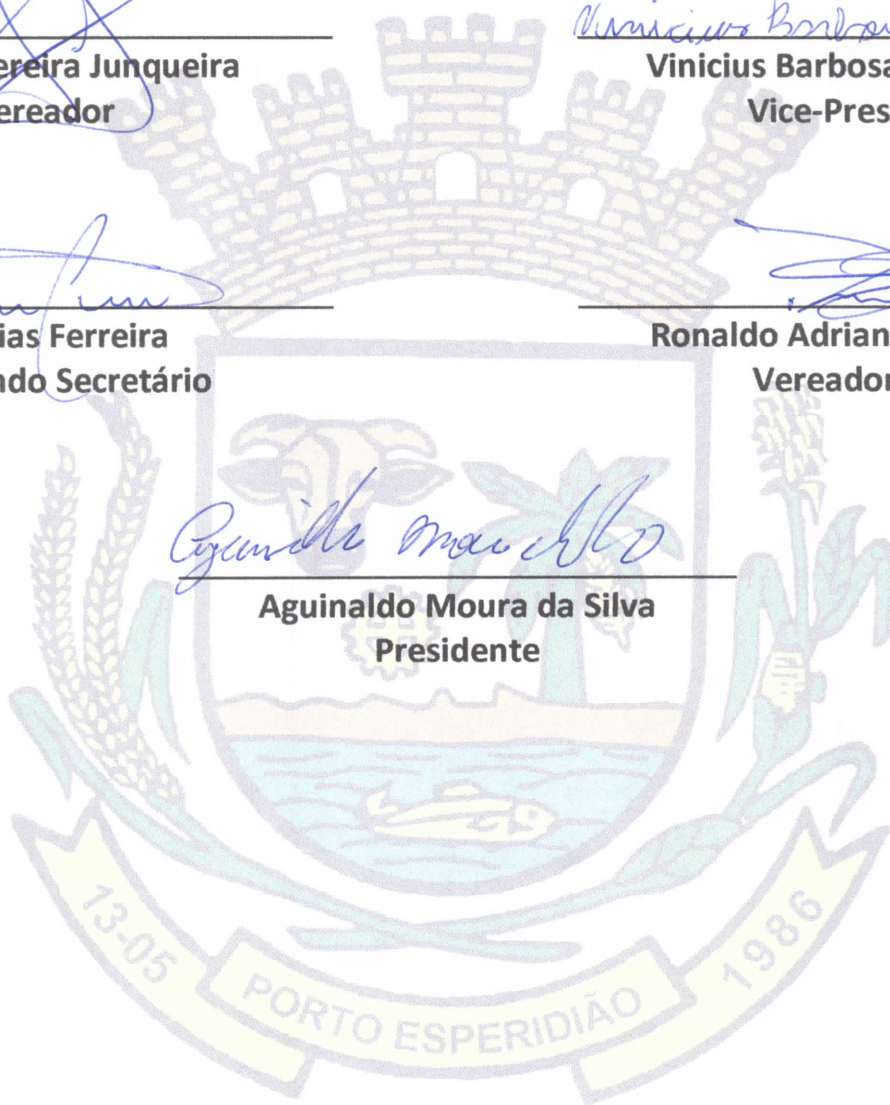 ereira Junqueira
ereador
Vinicius Barbosa
Vice-Pres
ias Ferreira
ndo Secretário
Ronaldo Adrian
Vereador
Aguinaldo Moura da Silva
Presidente
13-05
PORTO ESPERIDIÃO
1986